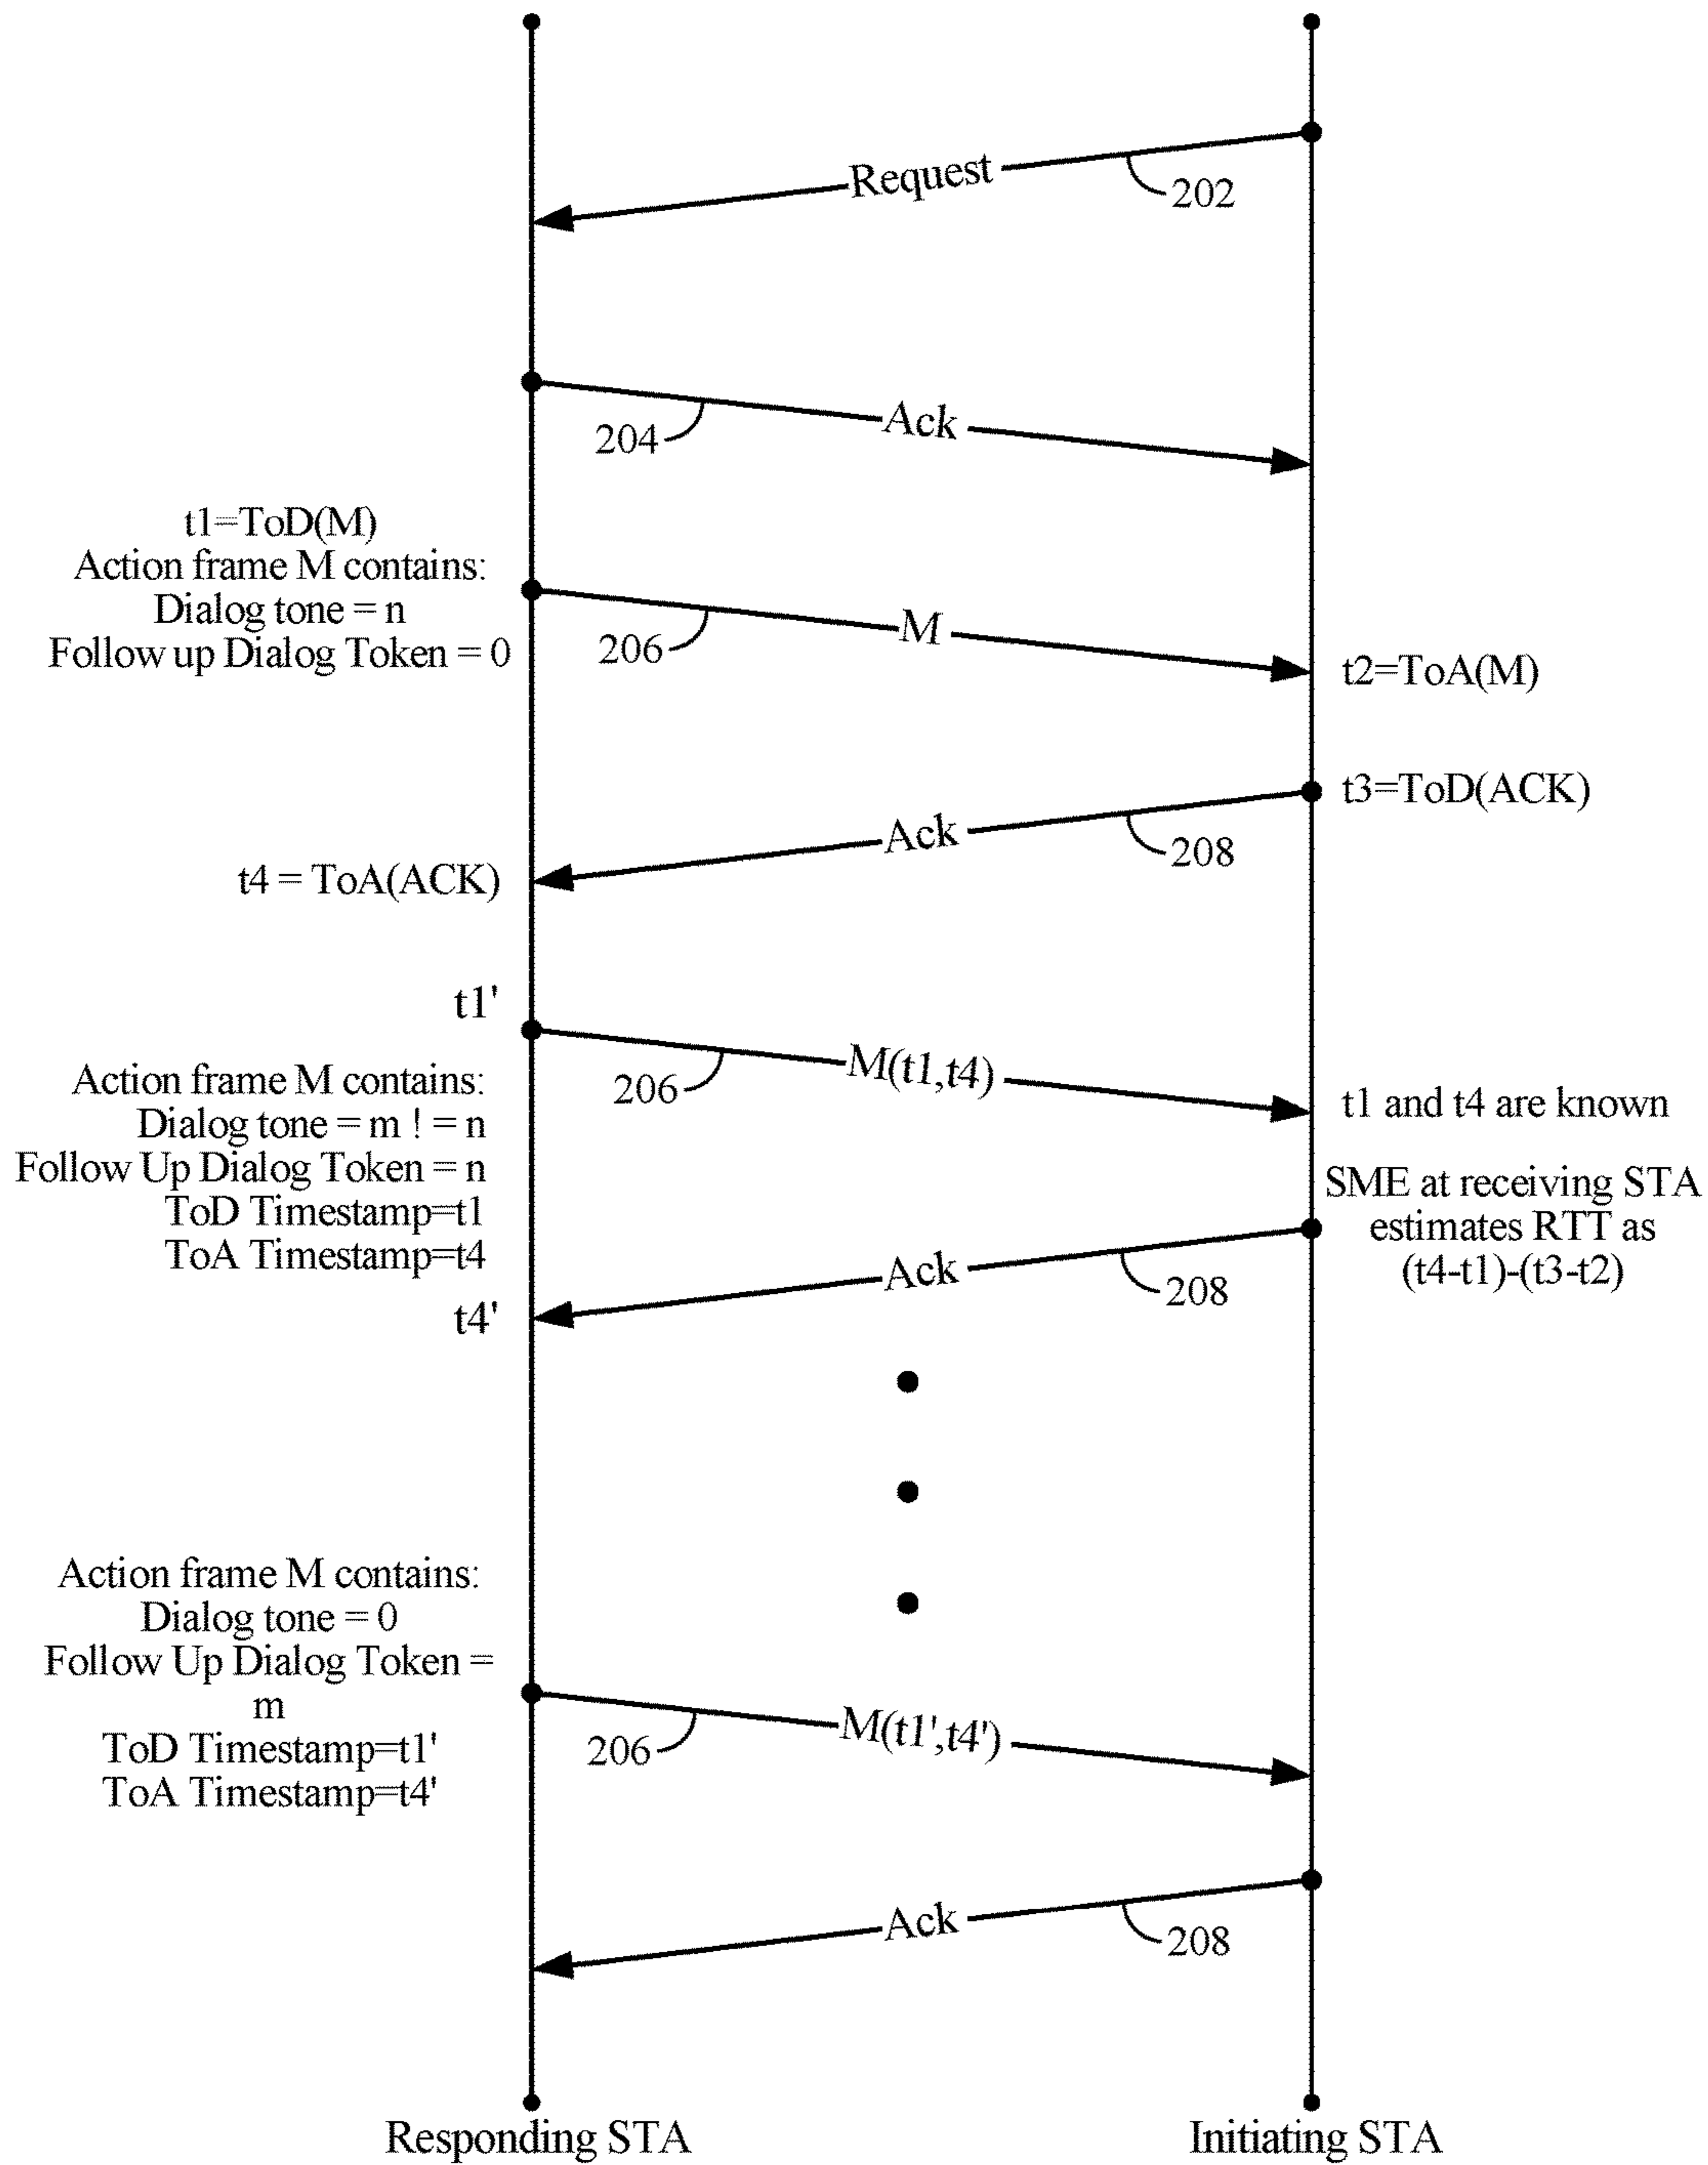 Request
202
Ack
204
t1=ToD(M)
Action frame M contains:
Dialog tone = n
Follow up Dialog Token = 0
M
206
t2=ToA(M)
t3=ToD(ACK)
Ack
208
t4 = ToA(ACK)
t1'
M(t1,t4)
206
t1 and t4 are known
Action frame M contains:
Dialog tone = m ! = n
Follow Up Dialog Token = n
ToD Timestamp=t1
ToA Timestamp=t4
SME at receiving STA
estimates RTT as
(t4-t1)-(t3-t2)
Ack
208
t4'
Action frame M contains:
Dialog tone = 0
Follow Up Dialog Token =
m
ToD Timestamp=t1'
ToA Timestamp=t4'
M(t1',t4')
206
Ack
208
Responding STA
Initiating STA